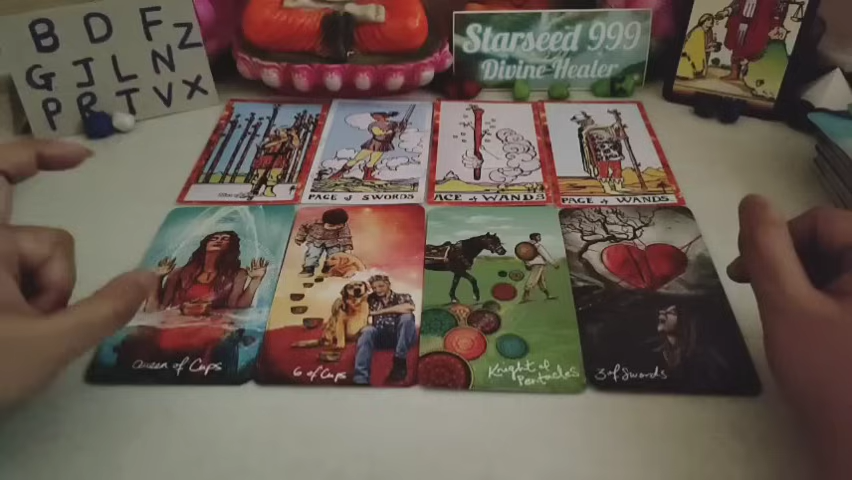 B D F Z
G J L N
P R T V X
Starseed 999
Divine Healer
PAGE of SWORDS.
ACE of WANDS
PAGE of WANDS.
Queen of Cups
6 of Cups
Knight of
Pentacles
3 of Swords